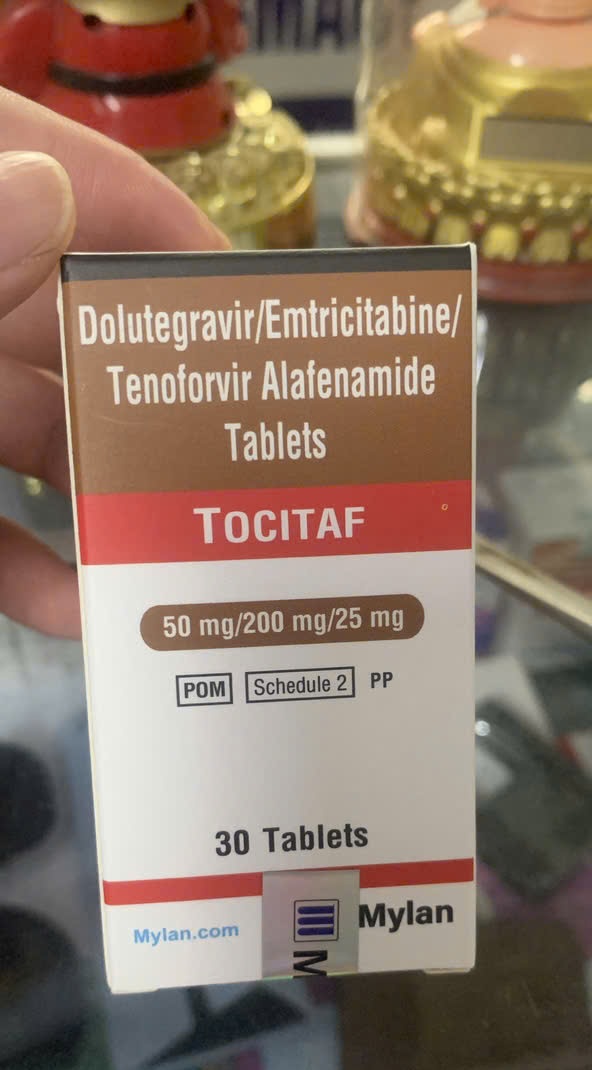 Dolutegravir/Emtricitabine/
Tenoforvir Alafenamide
Tablets
TOCITAF
50 mg/200 mg/25 mg
POM Schedule 2 PP
30 Tablets
Mylan.com
Mylan
M